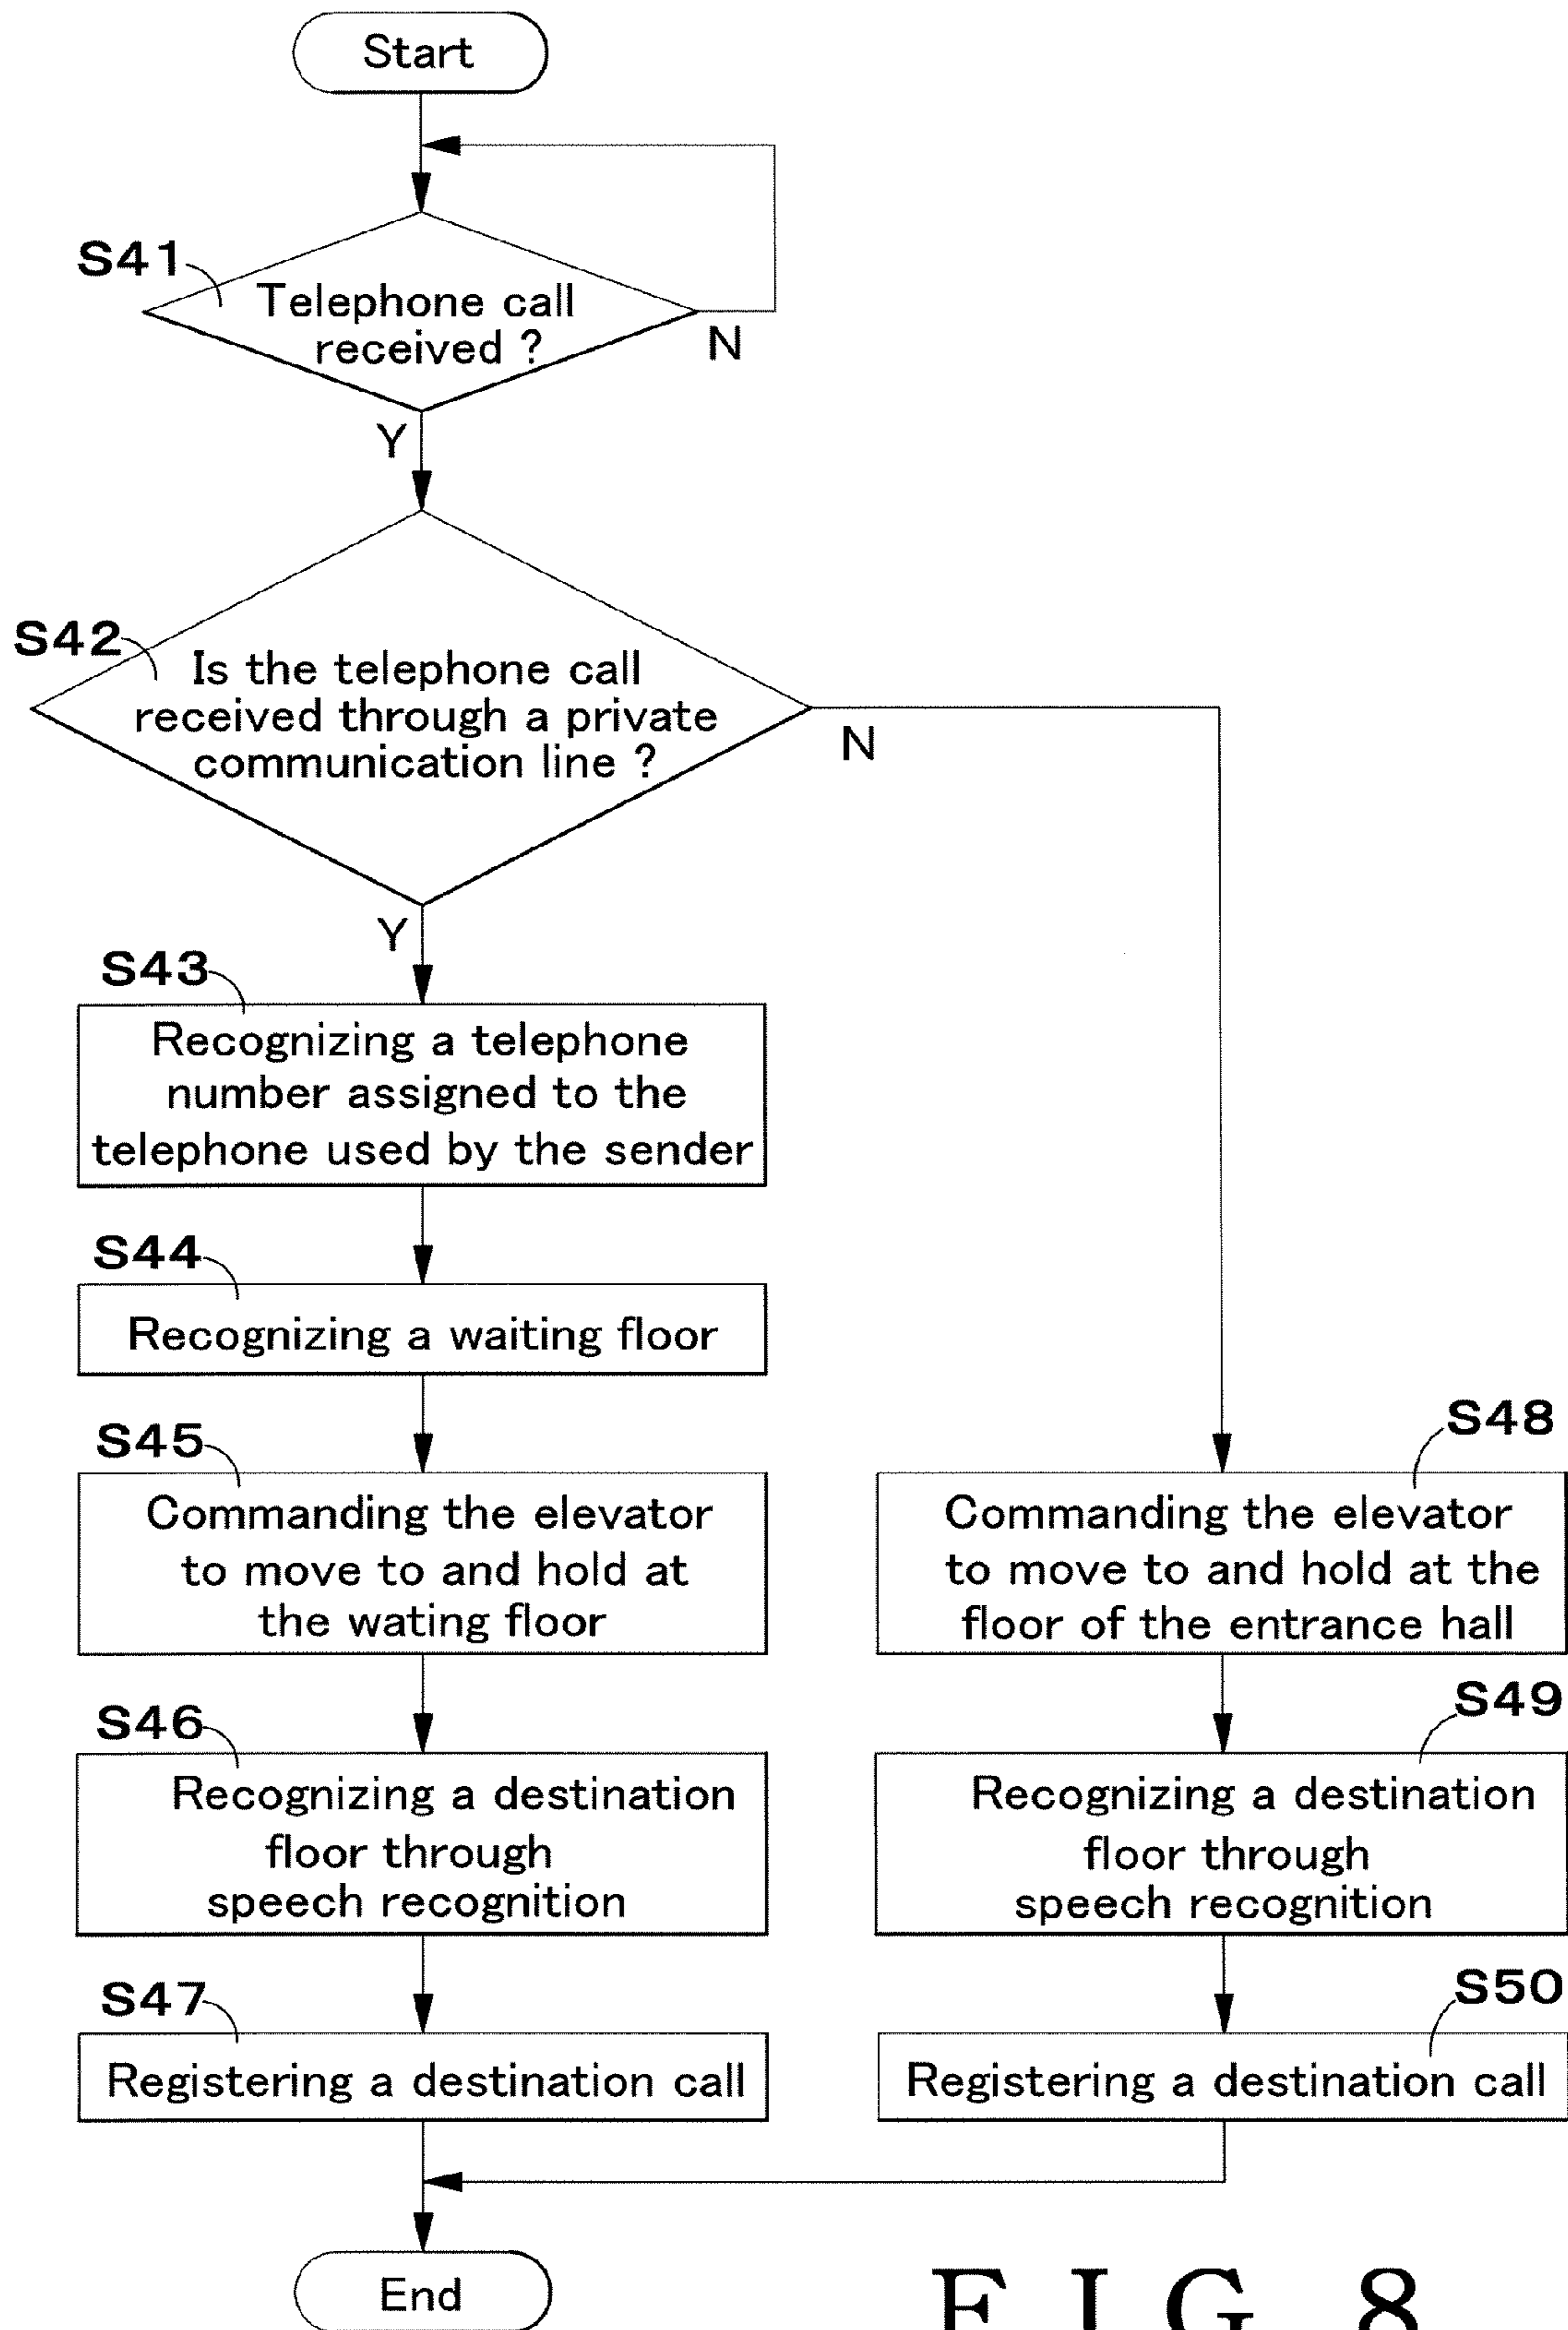 Start
S41
Telephone call
received ?
N
Y
S42
Is the telephone call
received through a private
communication line ?
N
Y
S43
Recognizing a telephone
number assigned to the
telephone used by the sender
S44
Recognizing a waiting floor
S45
Commanding the elevator
to move to and hold at
the wating floor
S48
Commanding the elevator
to move to and hold at the
floor of the entrance hall
S46
Recognizing a destination
floor through
speech recognition
S49
Recognizing a destination
floor through
speech recognition
S47
Registering a destination call
S50
Registering a destination call
End
FIG. 8